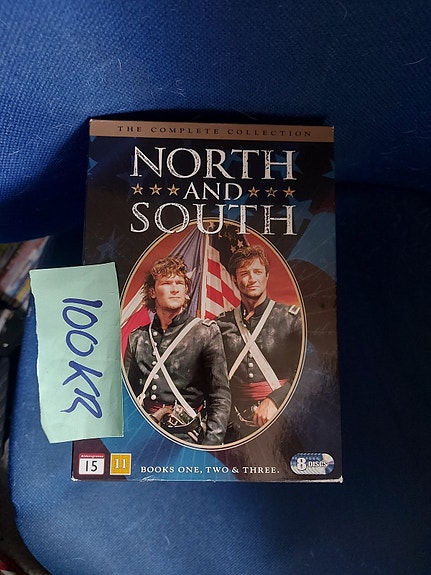 THE COMPLETE COLLECTION
NORTH
AND
SOUTH
100KR
15
11
BOOKS ONE, TWO & THREE.
8 DISCS